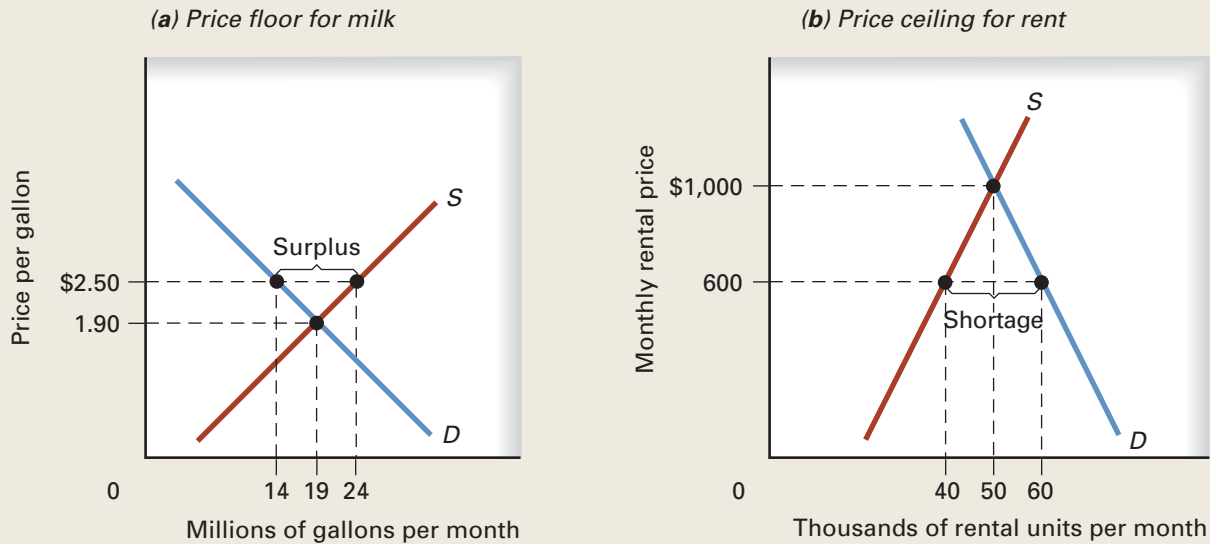 (a) Price floor for milk
Price per gallon
$2.50
1.90
Surplus
S
D
0
14 19 24
Millions of gallons per month
(b) Price ceiling for rent
Monthly rental price
$1,000
600
S
Shortage
D
0
40 50 60
Thousands of rental units per month